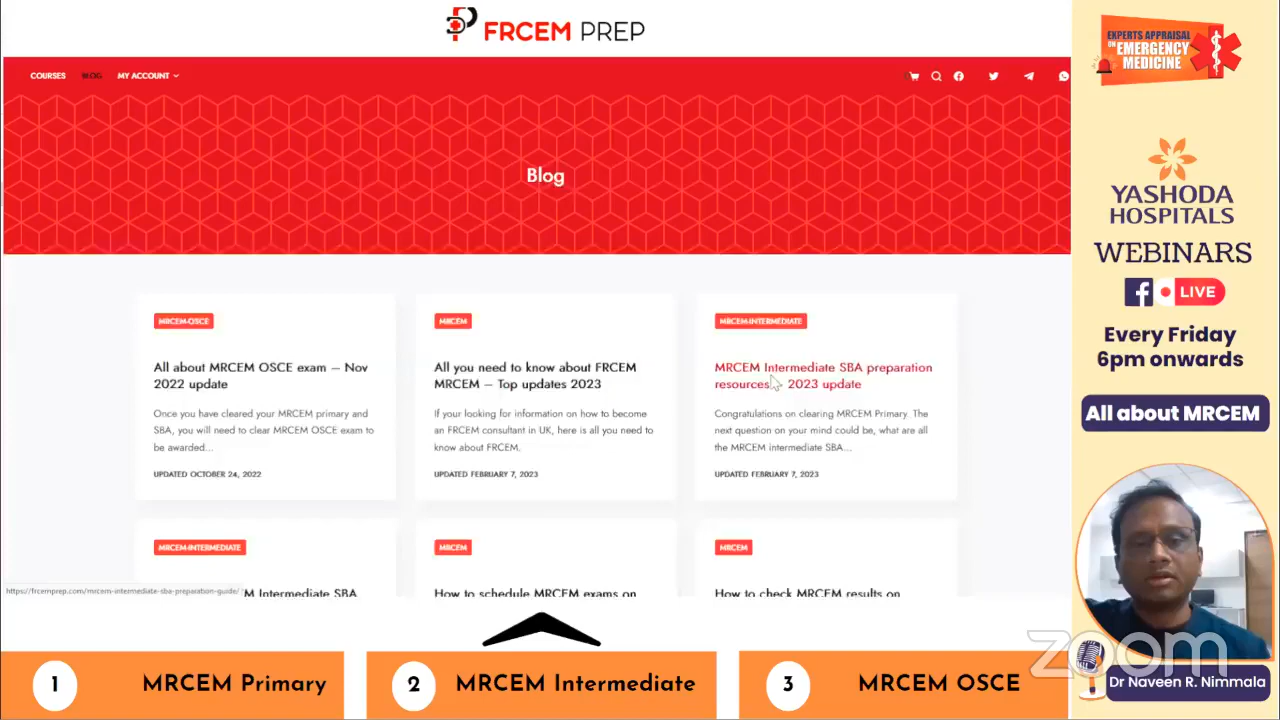 FRCEM PREP
COURSES BLOG MY ACCOUNT
Blog
MRCEM-OSCE
All about MRCEM OSCE exam – Nov
2022 update
Once you have cleared your MRCEM primary and
SBA, you will need to clear MRCEM OSCE exam to
be awarded...
UPDATED OCTOBER 24, 2022
MRCEM
All you need to know about FRCEM
MRCEM – Top updates 2023
If your looking for information on how to become
an FRCEM consultant in UK, here is all you need to
know about FRCEM.
UPDATED FEBRUARY 7, 2023
MRCEM-INTERMEDIATE
MRCEM Intermediate SBA preparation
resources 2023 update
Congratulations on clearing MRCEM Primary. The
next question on your mind could be, what are all
the MRCEM intermediate SBA...
UPDATED FEBRUARY 7, 2023
MRCEM-INTERMEDIATE
M Intermediate SBA
MRCEM
How to schedule MRCEM exams on
MRCEM
How to check MRCEM results on
https://frcemprep.com/mrcem-intermediate-sba-preparation-guide/
1 MRCEM Primary
2 MRCEM Intermediate
3 MRCEM OSCE
EXPERTS APPRAISAL
ON EMERGENCY
MEDICINE
YASHODA
HOSPITALS
WEBINARS
LIVE
Every Friday
6pm onwards
All about MRCEM
zoom
Dr Naveen R. Nimmala